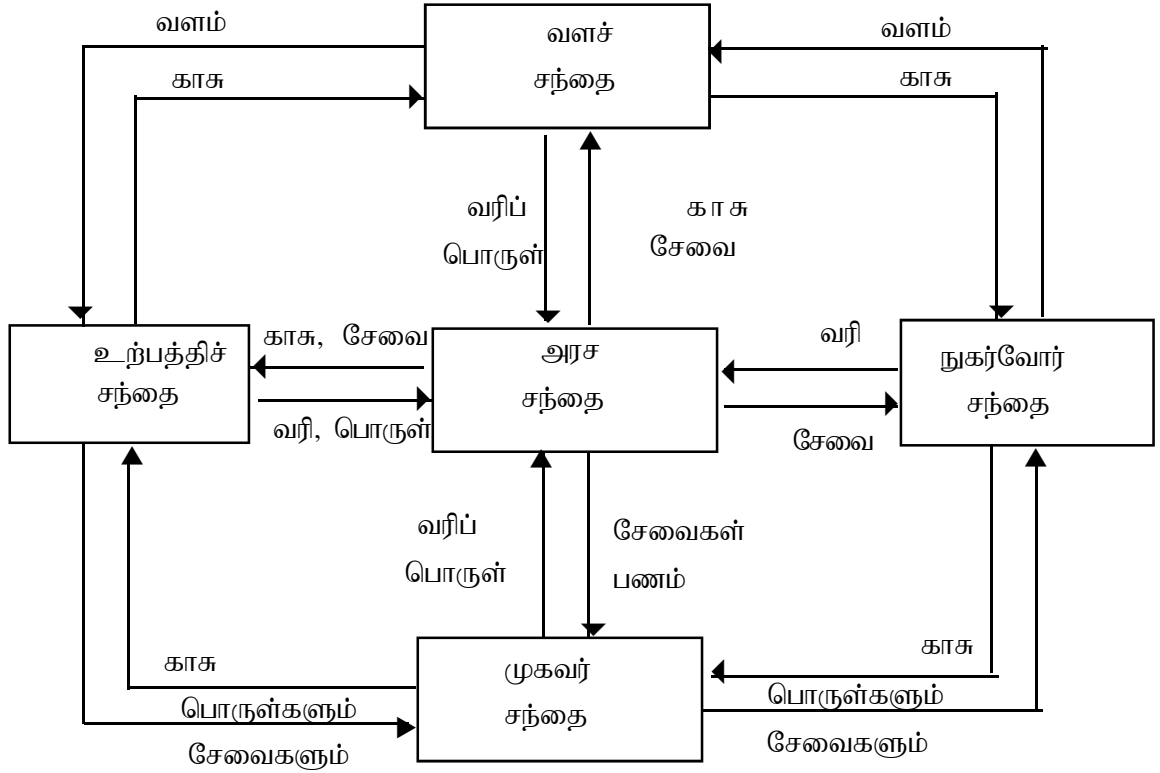 வளம்
வளச்
சந்தை
வளம்
காசு
காசு
வரிப்
பொருள்
காசு
சேவை
உற்பத்திச்
சந்தை
காசு, சேவை
வரி, பொருள்
அரச
சந்தை
வரி
சேவை
நுகர்வோர்
சந்தை
வரிப்
பொருள்
சேவைகள்
பணம்
காசு
பொருள்களும்
சேவைகளும்
முகவர்
சந்தை
காசு
பொருள்களும்
சேவைகளும்